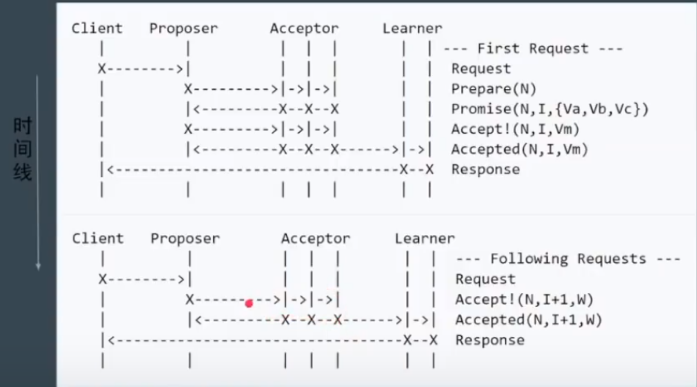 时间线
Client Proposer Acceptor Learner
| | | | | | | --- First Request ---
X-------->| | | | | | Request
| X--------->|->|->| | | Prepare(N)
| |<---------X--X--X | | Promise(N,I,{Va,Vb,Vc})
| X--------->|->|->| | | Accept!(N,I,Vm)
| |<---------X--X--X------>|->| Accepted(N,I,Vm)
|<---------------------------------X--X Response
| | | | | | |
Client Proposer Acceptor Learner
| | | | | | | --- Following Requests ---
X-------->| | | | | | Request
| X--------->|->|->| | | Accept!(N,I+1,W)
| |<---------X--X--X------>|->| Accepted(N,I+1,W)
|<---------------------------------X--X Response
| | | | | | |